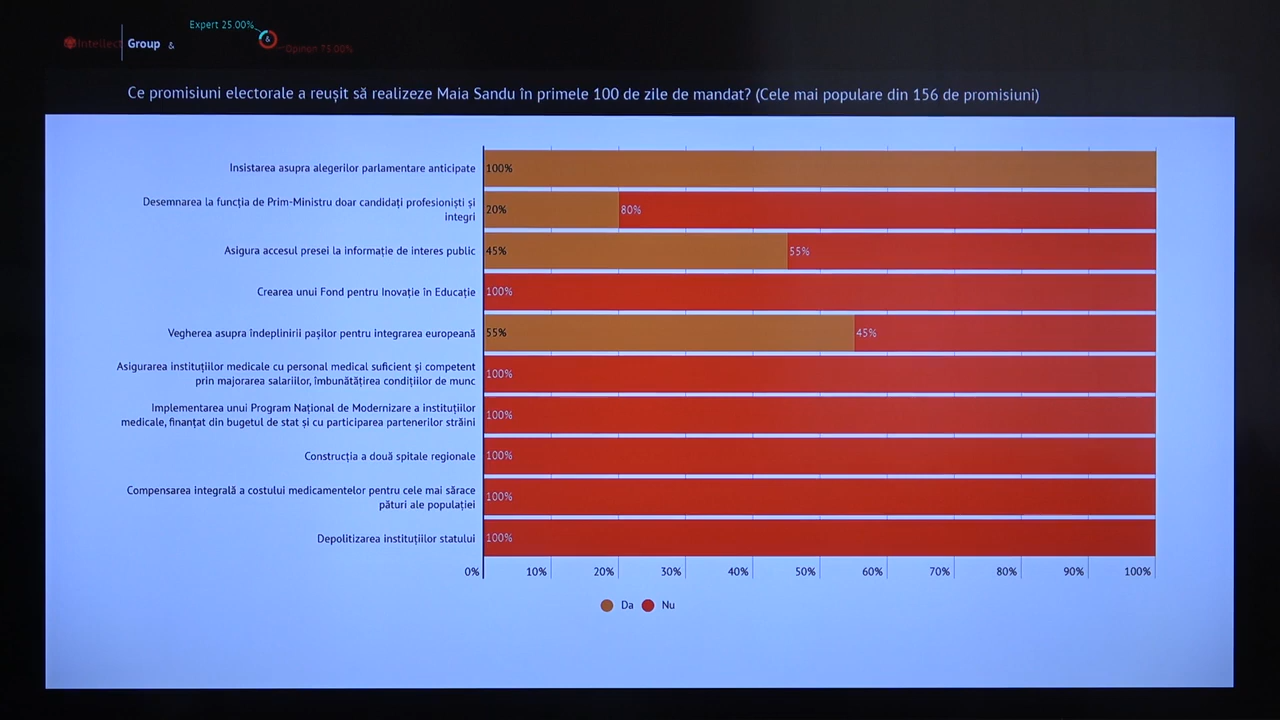 Expert 25.00%
Intellect Group &
&
Opinion 75.00%
Ce promisiuni electorale a reușit să realizeze Maia Sandu în primele 100 de zile de mandat? (Cele mai populare din 156 de promisiuni)
Insistarea asupra alegerilor parlamentare anticipate 100%
Desemnarea la funcția de Prim-Ministru doar candidați profesioniști și
integri 20% 80%
Asigura accesul presei la informație de interes public 45% 55%
Crearea unui Fond pentru Inovație în Educație 100%
Vegherea asupra îndeplinirii pașilor pentru integrarea europeană 55% 45%
Asigurarea instituțiilor medicale cu personal medical suficient și competent
prin majorarea salariilor, îmbunătățirea condițiilor de munc 100%
Implementarea unui Program Național de Modernizare a instituțiilor
medicale, finanțat din bugetul de stat și cu participarea partenerilor străini 100%
Construcția a două spitale regionale 100%
Compensarea integrală a costului medicamentelor pentru cele mai sărace
pături ale populației 100%
Depolitizarea instituțiilor statului 100%
0% 10% 20% 30% 40% 50% 60% 70% 80% 90% 100%
Da Nu